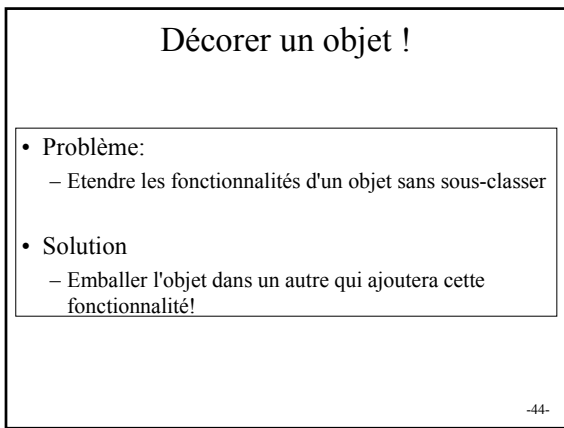 Décorer un objet !
• Problème:
– Etendre les fonctionnalités d'un objet sans sous-classer
• Solution
– Emballer l'objet dans un autre qui ajoutera cette
fonctionnalité!
-44-